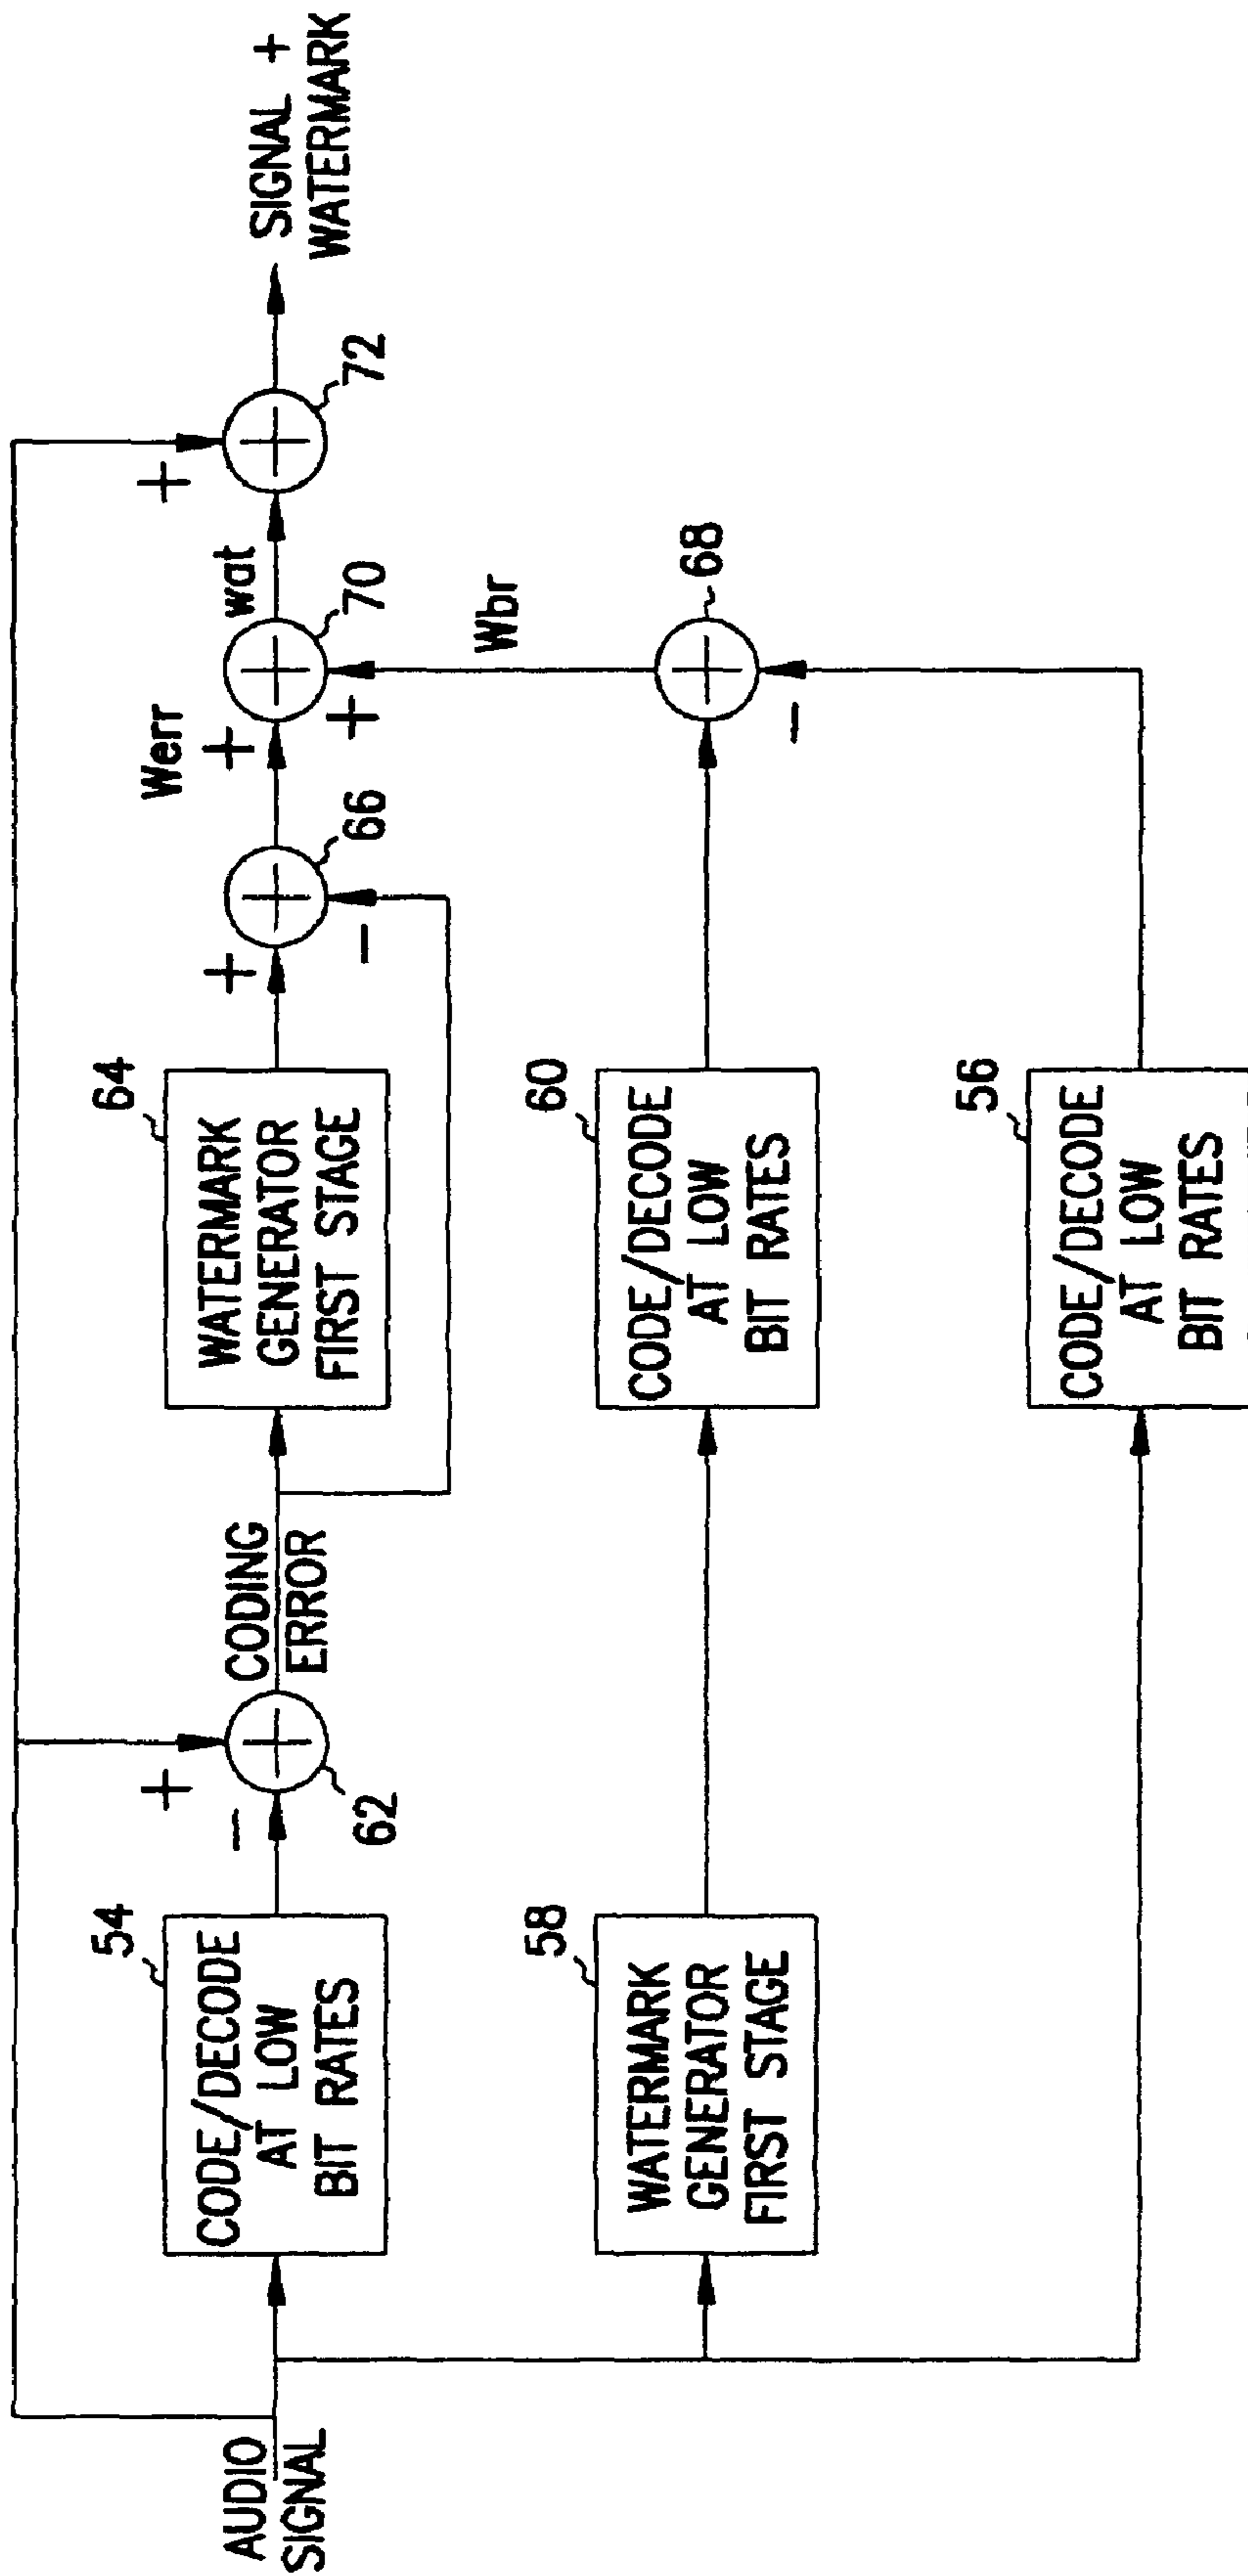 AUDIO
SIGNAL
54
CODE/DECODE
AT LOW
BIT RATES
+
-
62
CODING
ERROR
64
WATERMARK
GENERATOR
FIRST STAGE
+
-
66
Werr
+
+
70
wat
+
72
SIGNAL +
WATERMARK
58
WATERMARK
GENERATOR
FIRST STAGE
60
CODE/DECODE
AT LOW
BIT RATES
-
68
Wbr
56
CODE/DECODE
AT LOW
BIT RATES